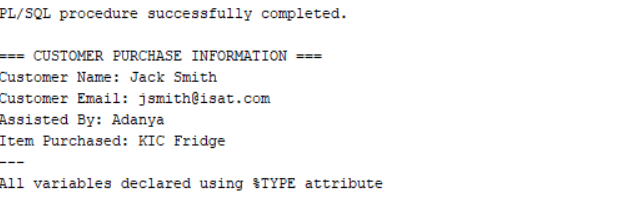 PL/SQL procedure successfully completed.
=== CUSTOMER PURCHASE INFORMATION ===
Customer Name: Jack Smith
Customer Email: jsmith@isat.com
Assisted By: Adanya
Item Purchased: KIC Fridge
---
All variables declared using %TYPE attribute